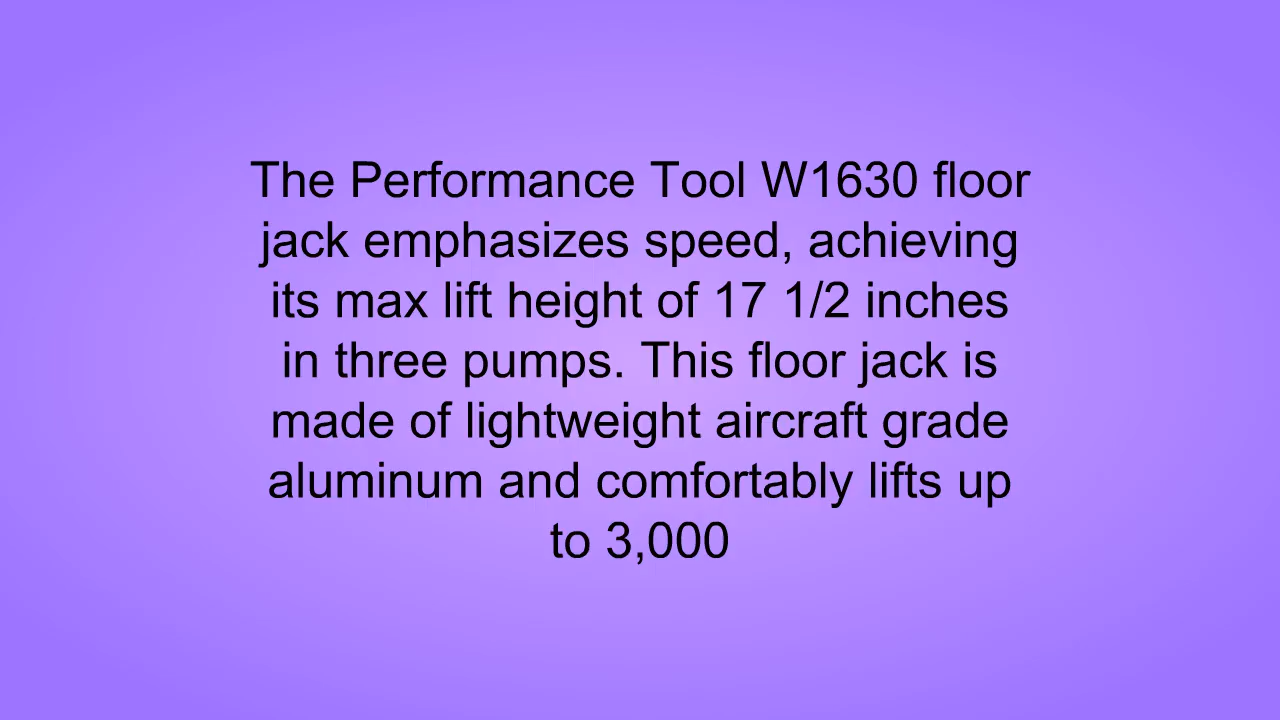 The Performance Tool W1630 floor
jack emphasizes speed, achieving
its max lift height of 17 1/2 inches
in three pumps. This floor jack is
made of lightweight aircraft grade
aluminum and comfortably lifts up
to 3,000